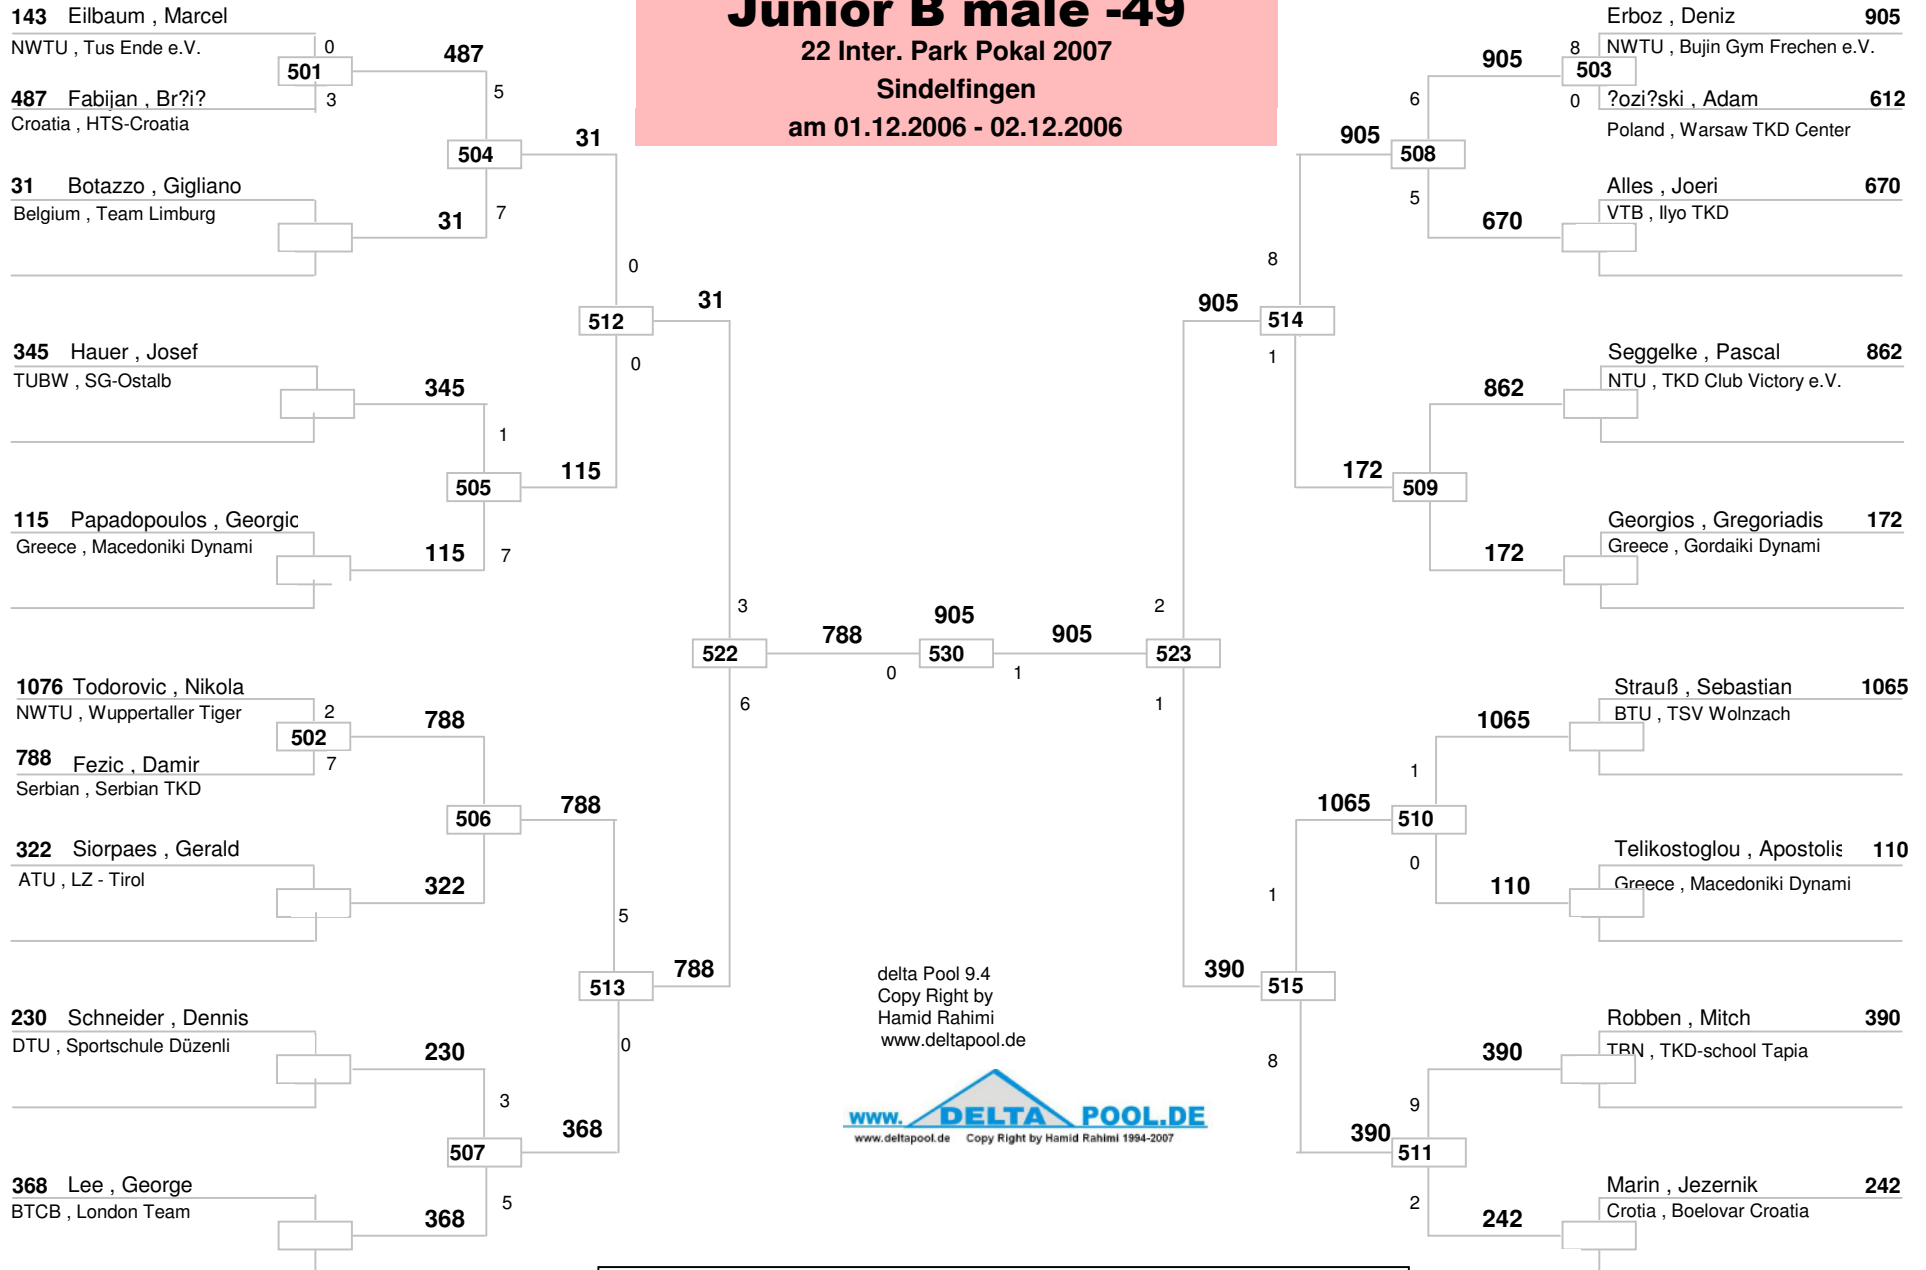 Junior B male -49
22 Inter. Park Pokal 2007
Sindelfingen
am 01.12.2006 - 02.12.2006
143 Eilbaum , Marcel
NWTU , Tus Ende e.V.
0
501
487
487 Fabijan , Br?i?
3
Croatia , HTS-Croatia
5
504
31
31 Botazzo , Gigliano
Belgium , Team Limburg
31
7
0
512
31
0
345 Hauer , Josef
TUBW , SG-Ostalb
345
1
505
115
115 Papadopoulos , Georgio
Greece , Macedoniki Dynami
115
7
3
522
788
6
1076 Todorovic , Nikola
NWTU , Wuppertaller Tiger
2
502
788
788 Fezic , Damir
7
Serbian , Serbian TKD
506
788
322 Siorpaes , Gerald
ATU , LZ - Tirol
322
5
513
788
0
230 Schneider , Dennis
DTU , Sportschule Düzenli
230
3
507
368
368 Lee , George
BTCB , London Team
368
5
905
0
530
1
905
Erboz , Deniz 905
NWTU , Bujin Gym Frechen e.V.
8
503
905
0
?ozi?ski , Adam 612
Poland , Warsaw TKD Center
6
905
508
5
Alles , Joeri 670
VTB , Ilyo TKD
670
8
905
514
1
Seggelke , Pascal 862
NTU , TKD Club Victory e.V.
862
172
509
Georgios , Gregoriadis 172
Greece , Gordaiki Dynami
172
2
523
1
Strauß , Sebastian 1065
BTU , TSV Wolnzach
1065
1
1065
510
0
Telikostoglou , Apostolis 110
Greece , Macedoniki Dynami
110
1
390
515
8
Robben , Mitch 390
TBN , TKD-school Tapia
390
9
390
511
2
Marin , Jezernik 242
Crotia , Boelovar Croatia
242
delta Pool 9.4
Copy Right by
Hamid Rahimi
www.deltapool.de
www. DELTA POOL.DE
www.deltapool.de Copy Right by Hamid Rahimi 1994-2007